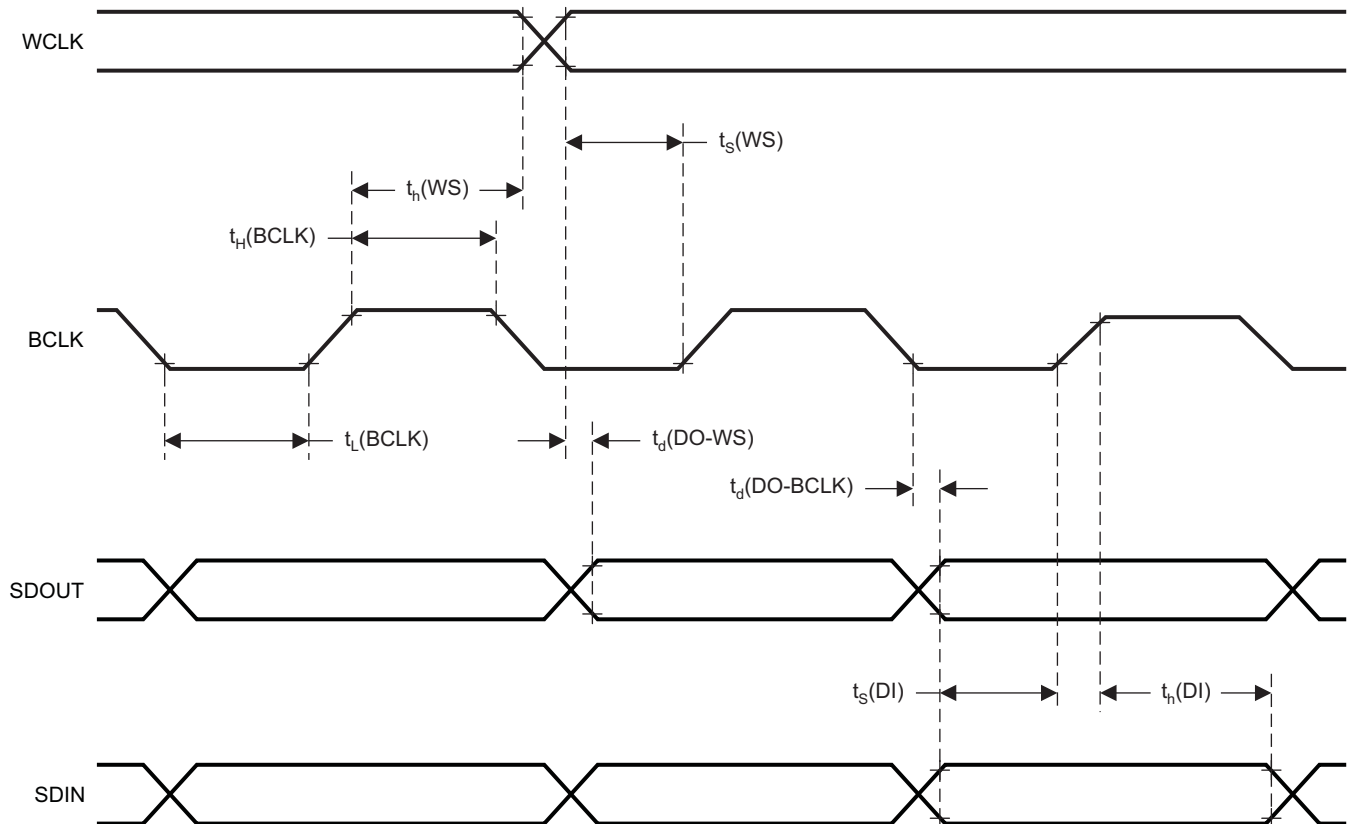 WCLK
tS(WS)
th(WS)
tH(BCLK)
BCLK
tL(BCLK)
td(DO-WS)
td(DO-BCLK)
SDOUT
tS(DI)
th(DI)
SDIN